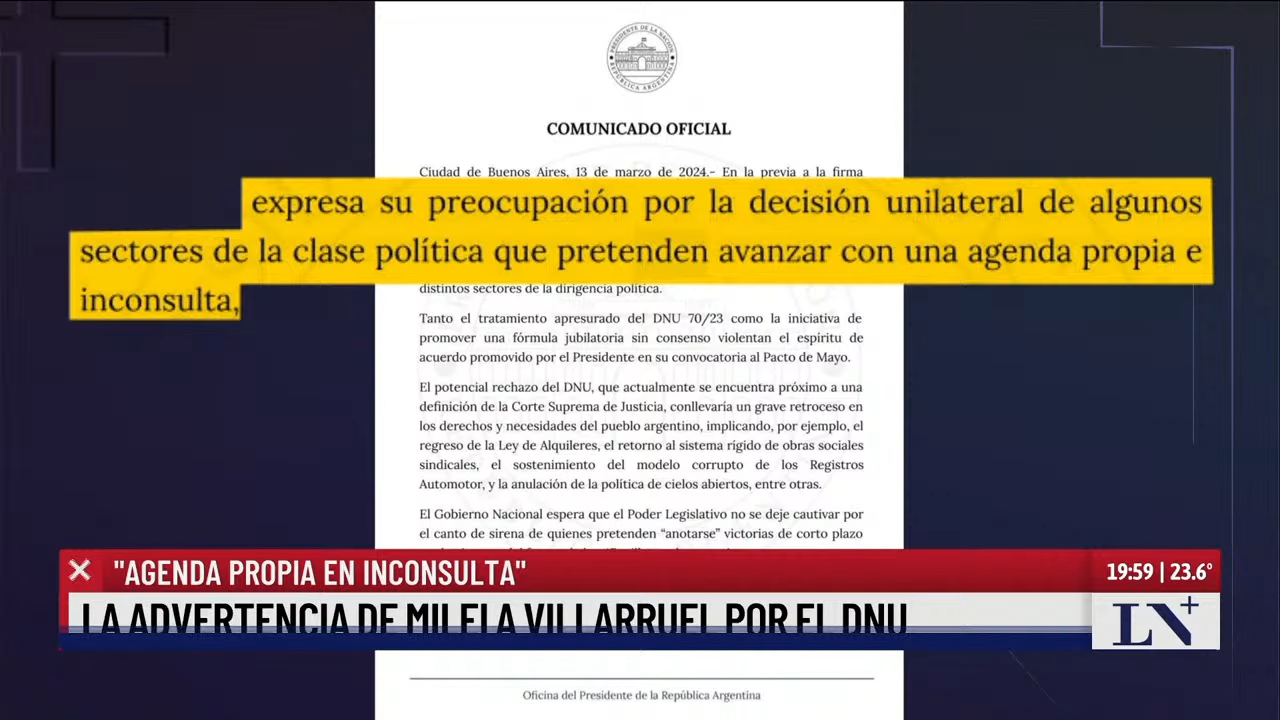 PRESIDENTE DE LA NACIÓN
REPÚBLICA ARGENTINA
COMUNICADO OFICIAL
Ciudad de Buenos Aires, 13 de marzo de 2024.- En la previa a la firma
expresa su preocupación por la decisión unilateral de algunos
sectores de la clase política que pretenden avanzar con una agenda propia e
inconsulta,
distintos sectores de la dirigencia política.
Tanto el tratamiento apresurado del DNU 70/23 como la iniciativa de
promover una fórmula jubilatoria sin consenso violentan el espíritu de
acuerdo promovido por el Presidente en su convocatoria al Pacto de Mayo.
El potencial rechazo del DNU, que actualmente se encuentra próximo a una
definición de la Corte Suprema de Justicia, conllevaría un grave retroceso en
los derechos y necesidades del pueblo argentino, implicando, por ejemplo, el
regreso de la Ley de Alquileres, el retorno al sistema rígido de obras sociales
sindicales, el sostenimiento del modelo corrupto de los Registros
Automotor, y la anulación de la política de cielos abiertos, entre otras.
El Gobierno Nacional espera que el Poder Legislativo no se deje cautivar por
el canto de sirena de quienes pretenden “anotarse” victorias de corto plazo
"AGENDA PROPIA EN INCONSULTA"
19:59 | 23.6°
LA ADVERTENCIA DE MILEI A VILLARRUEL POR EL DNU
LN+
Oficina del Presidente de la República Argentina